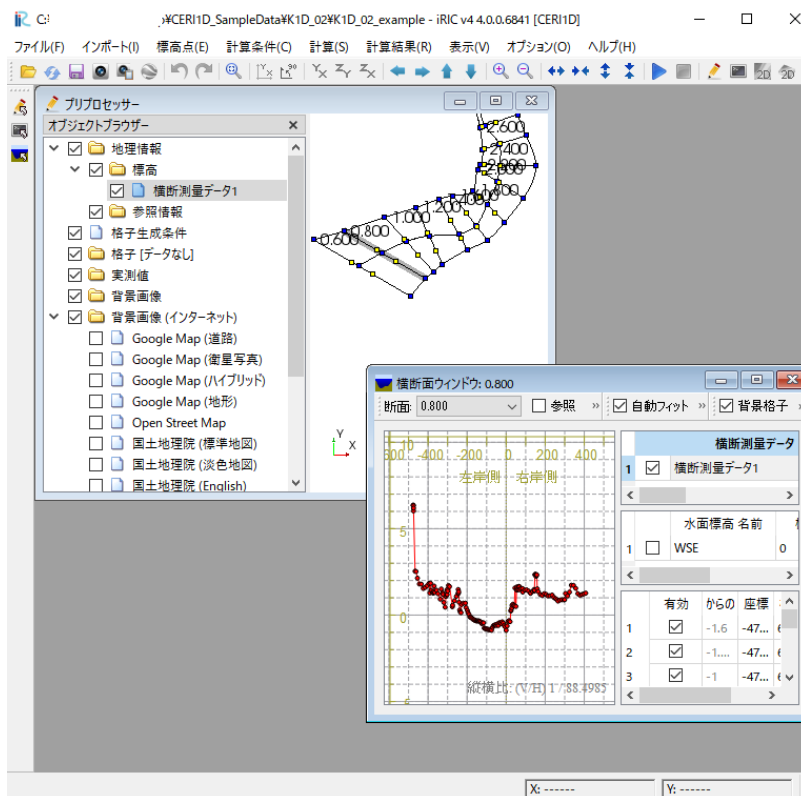 C:¥ )¥CERI1D_SampleData¥K1D_02¥K1D_02_example - iRIC v4 4.0.0.6841 [CERI1D]
ファイル(F) インポート(I) 標高点(E) 計算条件(C) 計算(S) 計算結果(R) 表示(V) オプション(O) ヘルプ(H)
プリプロセッサー
オブジェクトブラウザー
地理情報
標高
横断測量データ1
参照情報
格子生成条件
格子 [データなし]
実測値
背景画像
背景画像 (インターネット)
Google Map (道路)
Google Map (衛星写真)
Google Map (ハイブリッド)
Google Map (地形)
Open Street Map
国土地理院 (標準地図)
国土地理院 (淡色地図)
国土地理院 (English)
2.600
2.400
1.800
1.200
1.000
0.800
0.600
Y
X
横断面ウィンドウ: 0.800
断面: 0.800 参照 » 自動フィット » 背景格子
10
-400 -200 0 200 400
左岸側 右岸側
5
0
縦横比: (V/H) 1 / 88.4985
横断測量データ
1 横断測量データ1
水面標高 名前
1 WSE 0
有効 からの 座標
1 -1.6 -47...
2 -1.... -47...
3 -1 -47...
X: ------ Y: ------